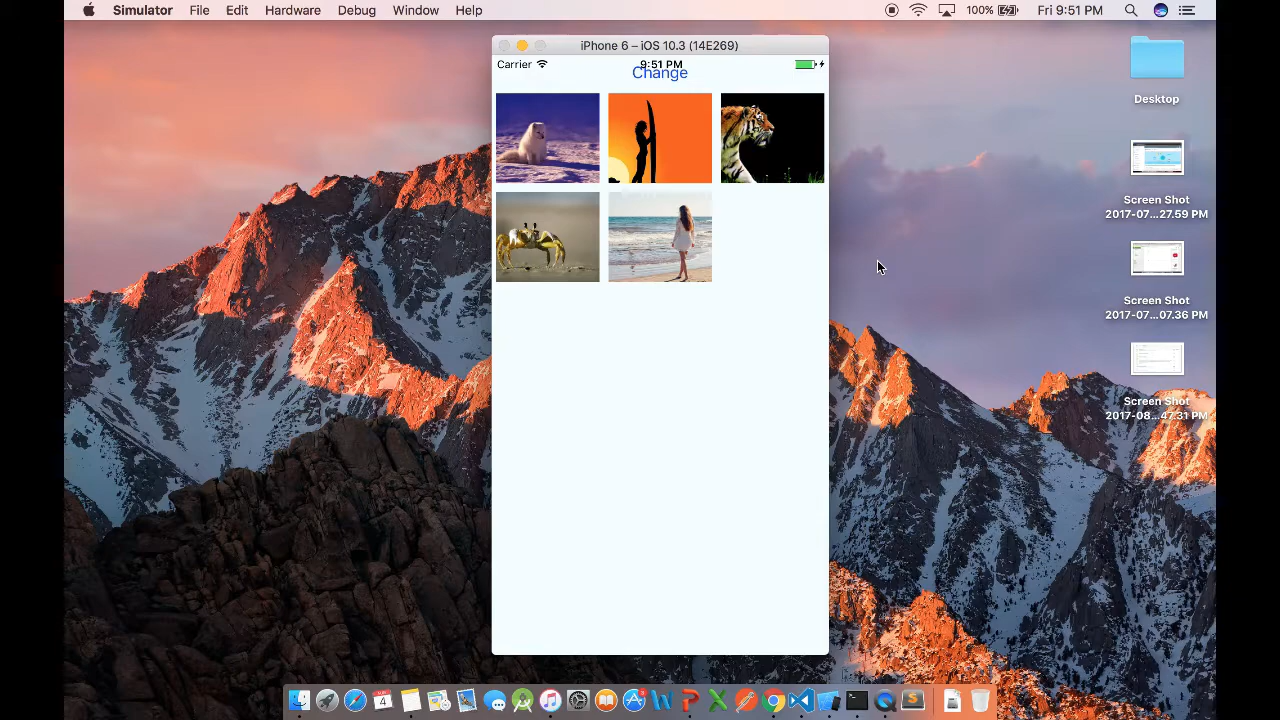 Simulator File Edit Hardware Debug Window Help 100% Fri 9:51 PM
iPhone 6 – iOS 10.3 (14E269)
Carrier 9:51 PM
Change
Desktop
Screen Shot
2017-07...27.59 PM
Screen Shot
2017-07...07.36 PM
Screen Shot
2017-08...47.31 PM
4